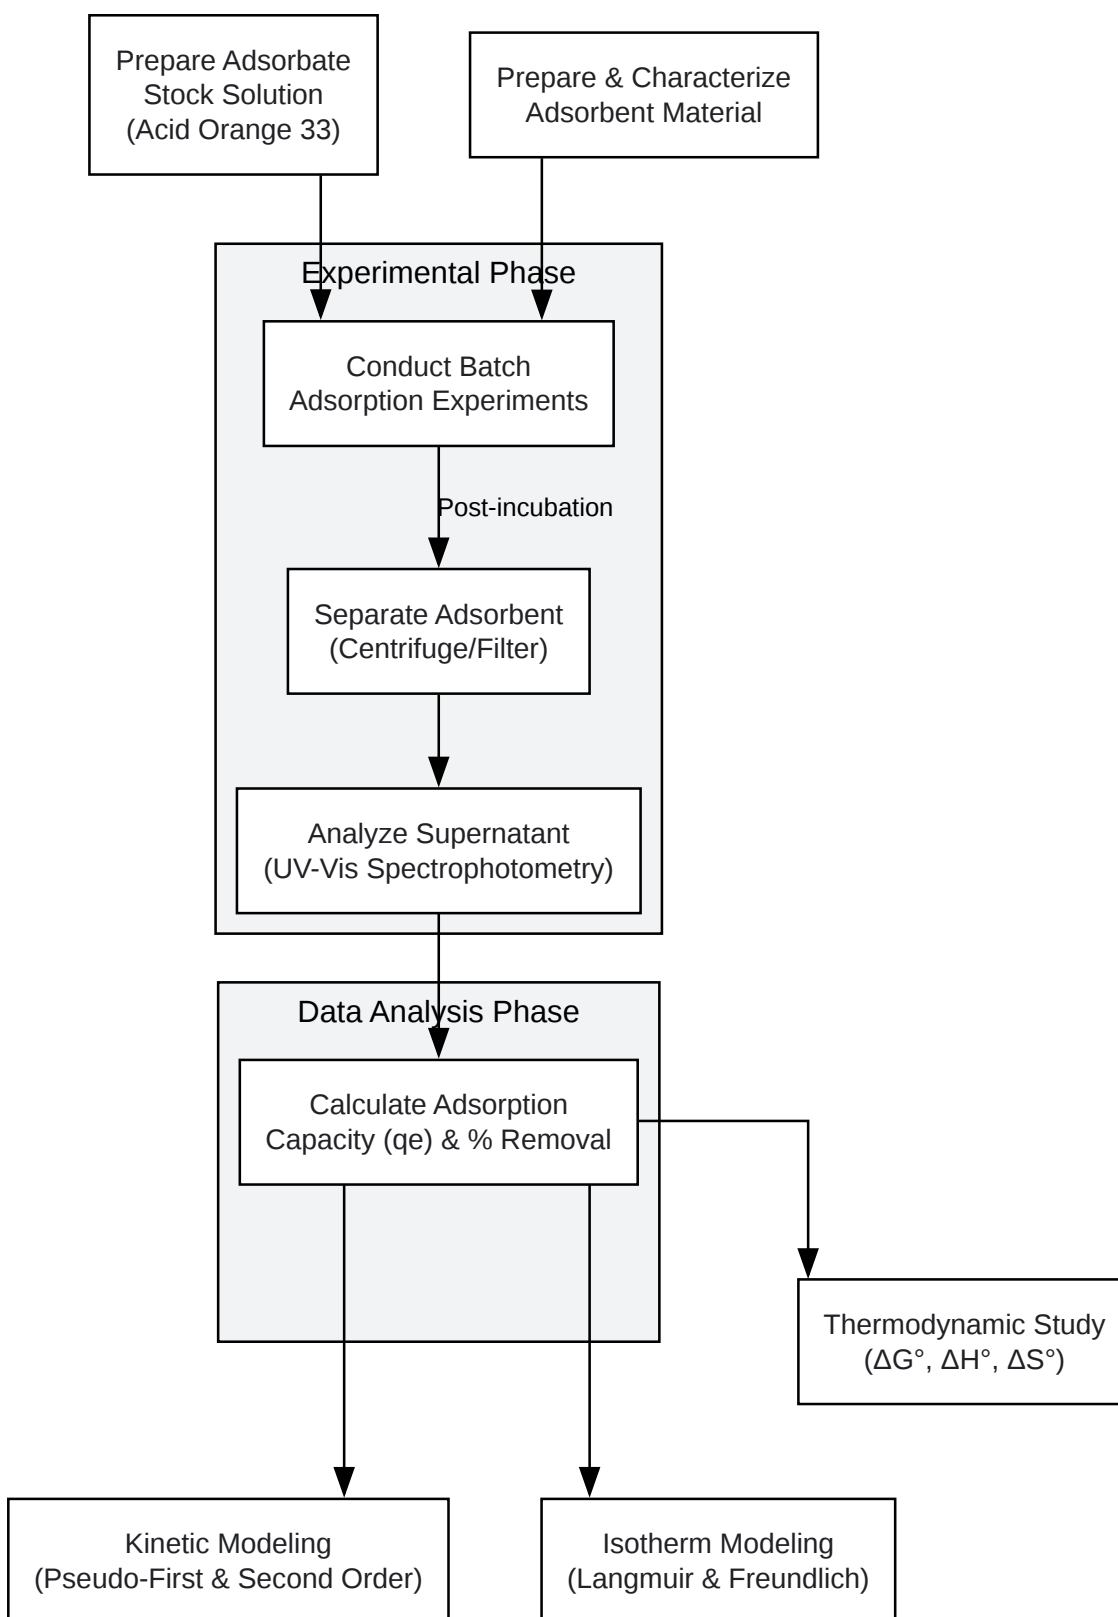 Prepare Adsorbate
Stock Solution
(Acid Orange 33)
Prepare & Characterize
Adsorbent Material
Experimental Phase
Conduct Batch
Adsorption Experiments
Post-incubation
Separate Adsorbent
(Centrifuge/Filter)
Analyze Supernatant
(UV-Vis Spectrophotometry)
Data Analysis Phase
Calculate Adsorption
Capacity (qe) & % Removal
Thermodynamic Study
(ΔG°, ΔH°, ΔS°)
Kinetic Modeling
(Pseudo-First & Second Order)
Isotherm Modeling
(Langmuir & Freundlich)